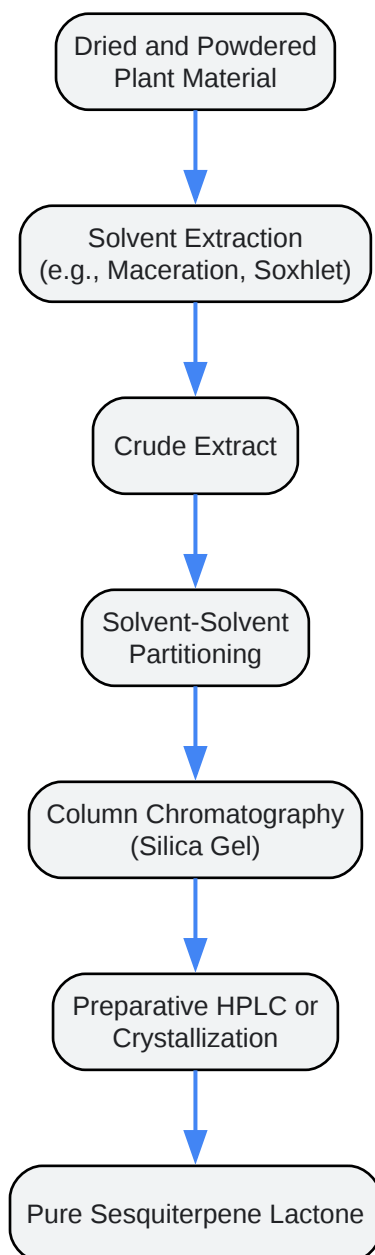 Dried and Powdered
Plant Material
Solvent Extraction
(e.g., Maceration, Soxhlet)
Crude Extract
Solvent-Solvent
Partitioning
Column Chromatography
(Silica Gel)
Preparative HPLC or
Crystallization
Pure Sesquiterpene Lactone